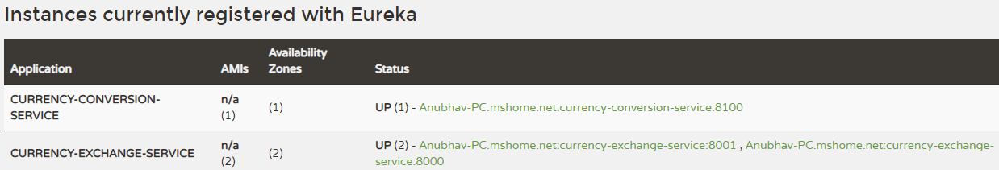 Instances currently registered with Eureka
Availability
Application AMIs Zones Status
CURRENCY-CONVERSION- n/a
SERVICE (1) (1) UP (1) - Anubhav-PC.mshome.net:currency-conversion-service:8100
CURRENCY-EXCHANGE-SERVICE n/a (2) (2) UP (2) - Anubhav-PC.mshome.net:currency-exchange-service:8001 , Anubhav-PC.mshome.net:currency-exchange-
service:8000